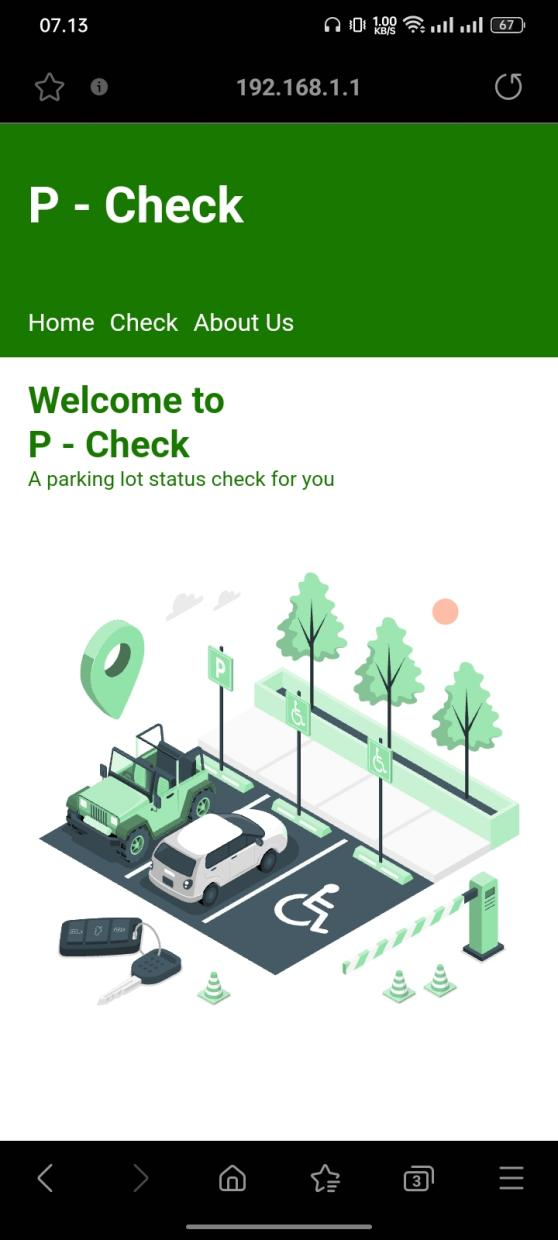 07.13
1.00
KB/S
67
192.168.1.1
P - Check
Home Check About Us
Welcome to
P - Check
A parking lot status check for you
P
3